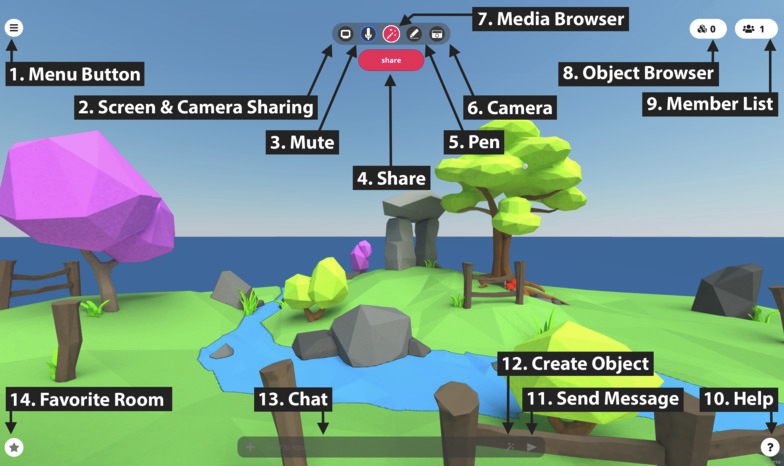 7. Media Browser
0
1
share
1. Menu Button
8. Object Browser
2. Screen & Camera Sharing
6. Camera
9. Member List
3. Mute
5. Pen
4. Share
12. Create Object
14. Favorite Room
13. Chat
11. Send Message
10. Help
?